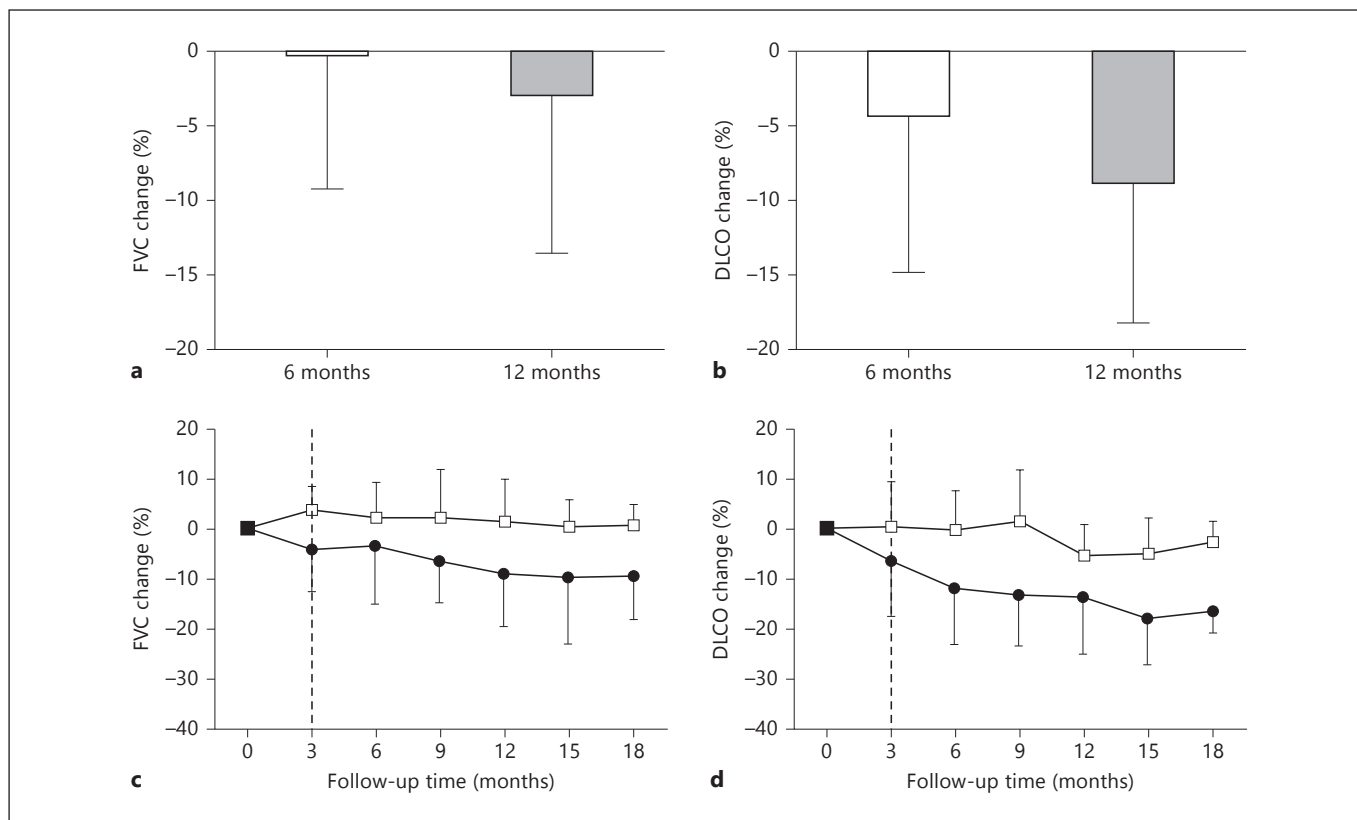 0
–5
–10
–15
–20
FVC change (%)
6 months
12 months
a
0
–5
–10
–15
–20
DLCO change (%)
6 months
12 months
b
20
10
0
–10
–20
–30
–40
FVC change (%)
0 3 6 9 12 15 18
Follow-up time (months)
c
20
10
0
–10
–20
–30
–40
DLCO change (%)
0 3 6 9 12 15 18
Follow-up time (months)
d